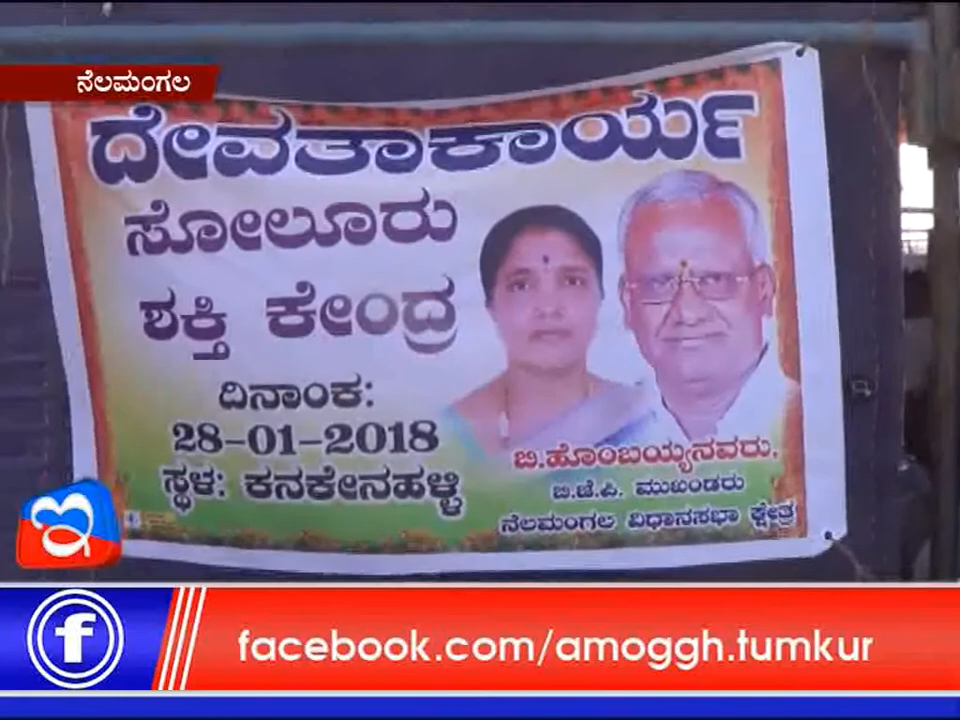 ನೆಲಮಂಗಲ
ದೇವತಾಕಾರ್ಯ
ಸೋಲೂರು
ಶಕ್ತಿ ಕೇಂದ್ರ
ದಿನಾಂಕ:
28-01-2018
ಸ್ಥಳ: ಕನಕೇನಹಳ್ಳಿ
ಬಿ.ಹೊಂಬಯ್ಯನವರು.
ಬಿ.ಜೆ.ಪಿ. ಮುಖಂಡರು
ನೆಲಮಂಗಲ ವಿಧಾನಸಭಾ ಕ್ಷೇತ್ರ
ಇ
f
facebook.com/amoggh.tumkur